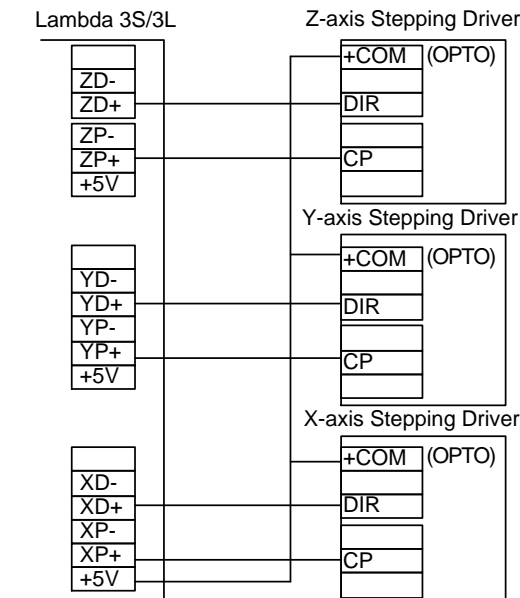 Lambda 3S/3L
Z-axis Stepping Driver
+COM (OPTO)
ZD-
ZD+
DIR
ZP-
ZP+
CP
+5V
Y-axis Stepping Driver
+COM (OPTO)
YD-
YD+
DIR
YP-
YP+
CP
+5V
X-axis Stepping Driver
+COM (OPTO)
XD-
XD+
DIR
XP-
XP+
CP
+5V